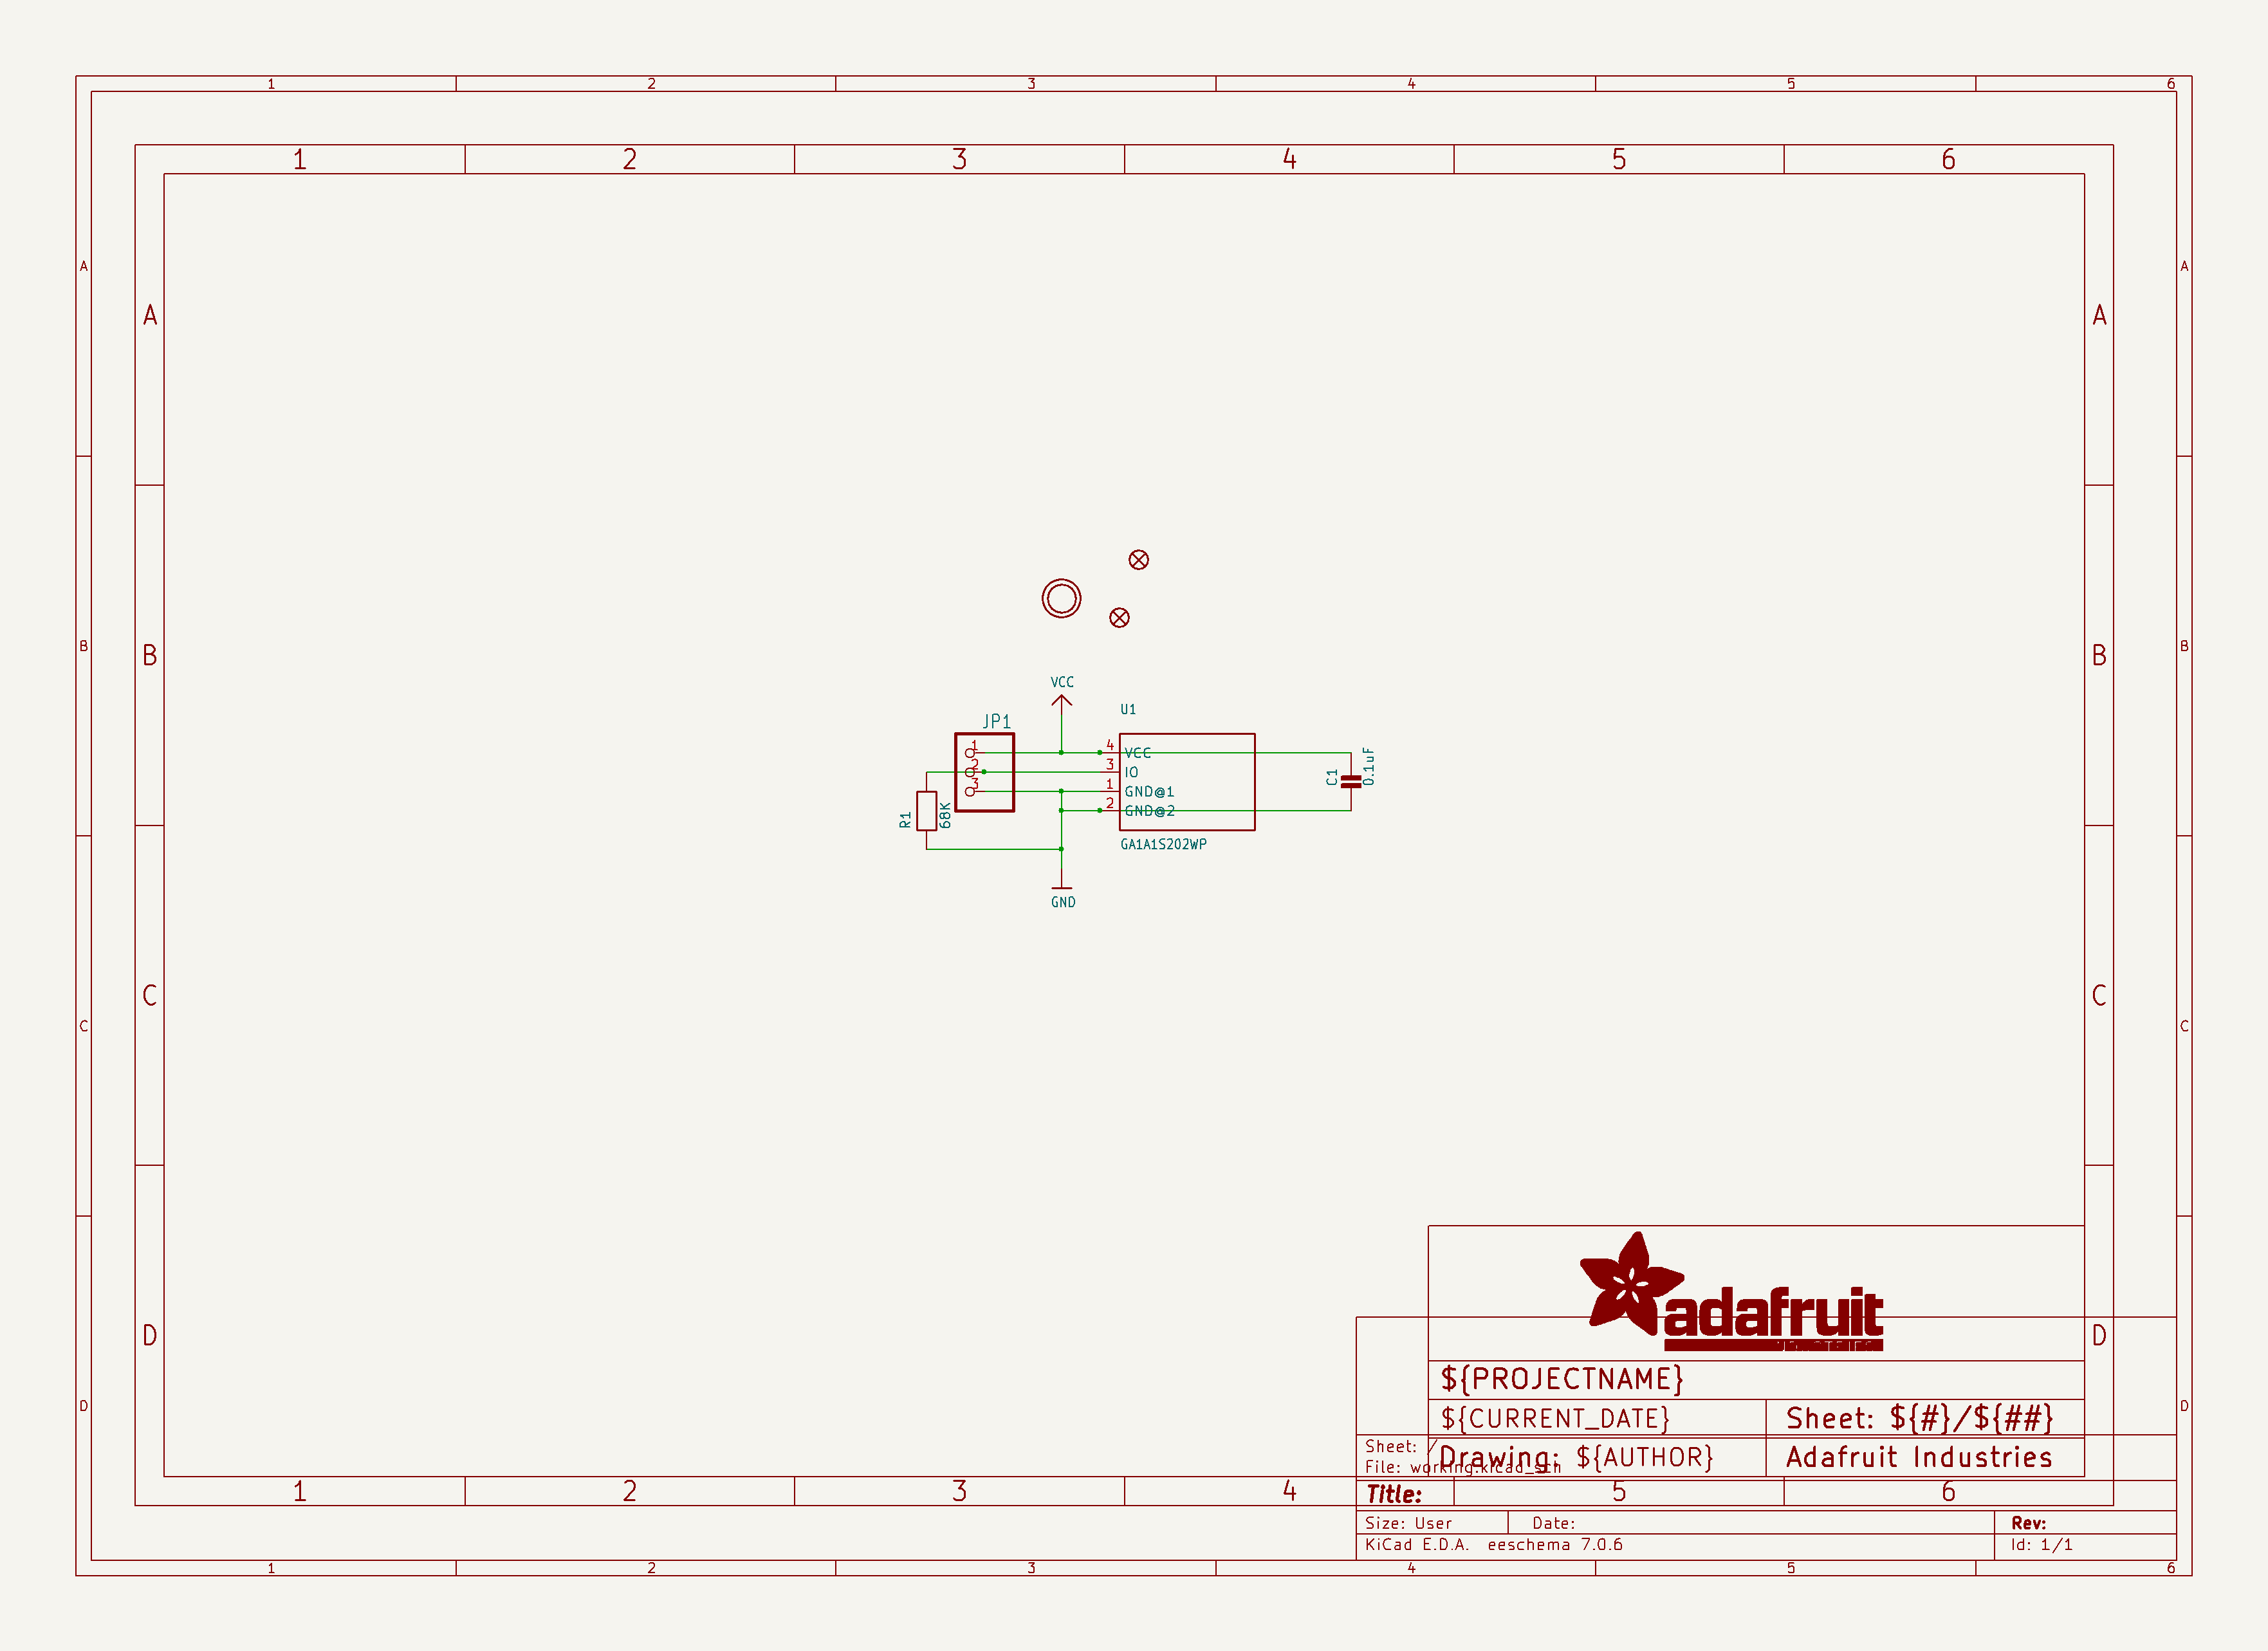 1 2 3 4 5 6
1 2 3 4 5 6
A A
A A
B B
B B
VCC
U1
JP1
1 4 VCC
2 3 IO
3 1 GND@1
2 GND@2
R1 68K
C1 0.1uF
GA1A1S202WP
GND
C C
C C
adafruit
D D
${PROJECTNAME}
D D
${CURRENT_DATE} Sheet: ${#}/${##}
Sheet: /
Drawing: ${AUTHOR} Adafruit Industries
File: working.kicad_sch
1 2 3 4 5 6
Title:
Size: User Date: Rev:
KiCad E.D.A. eeschema 7.0.6 Id: 1/1
1 2 3 4 5 6